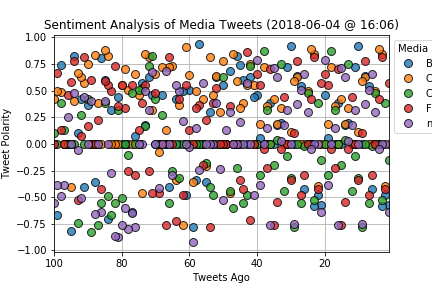 Sentiment Analysis of Media Tweets (2018-06-04 @ 16:06)
1.00
0.75
0.50
0.25
0.00
−0.25
−0.50
−0.75
−1.00
Tweet Polarity
100 80 60 40 20
Tweets Ago
Media
B
C
C
F